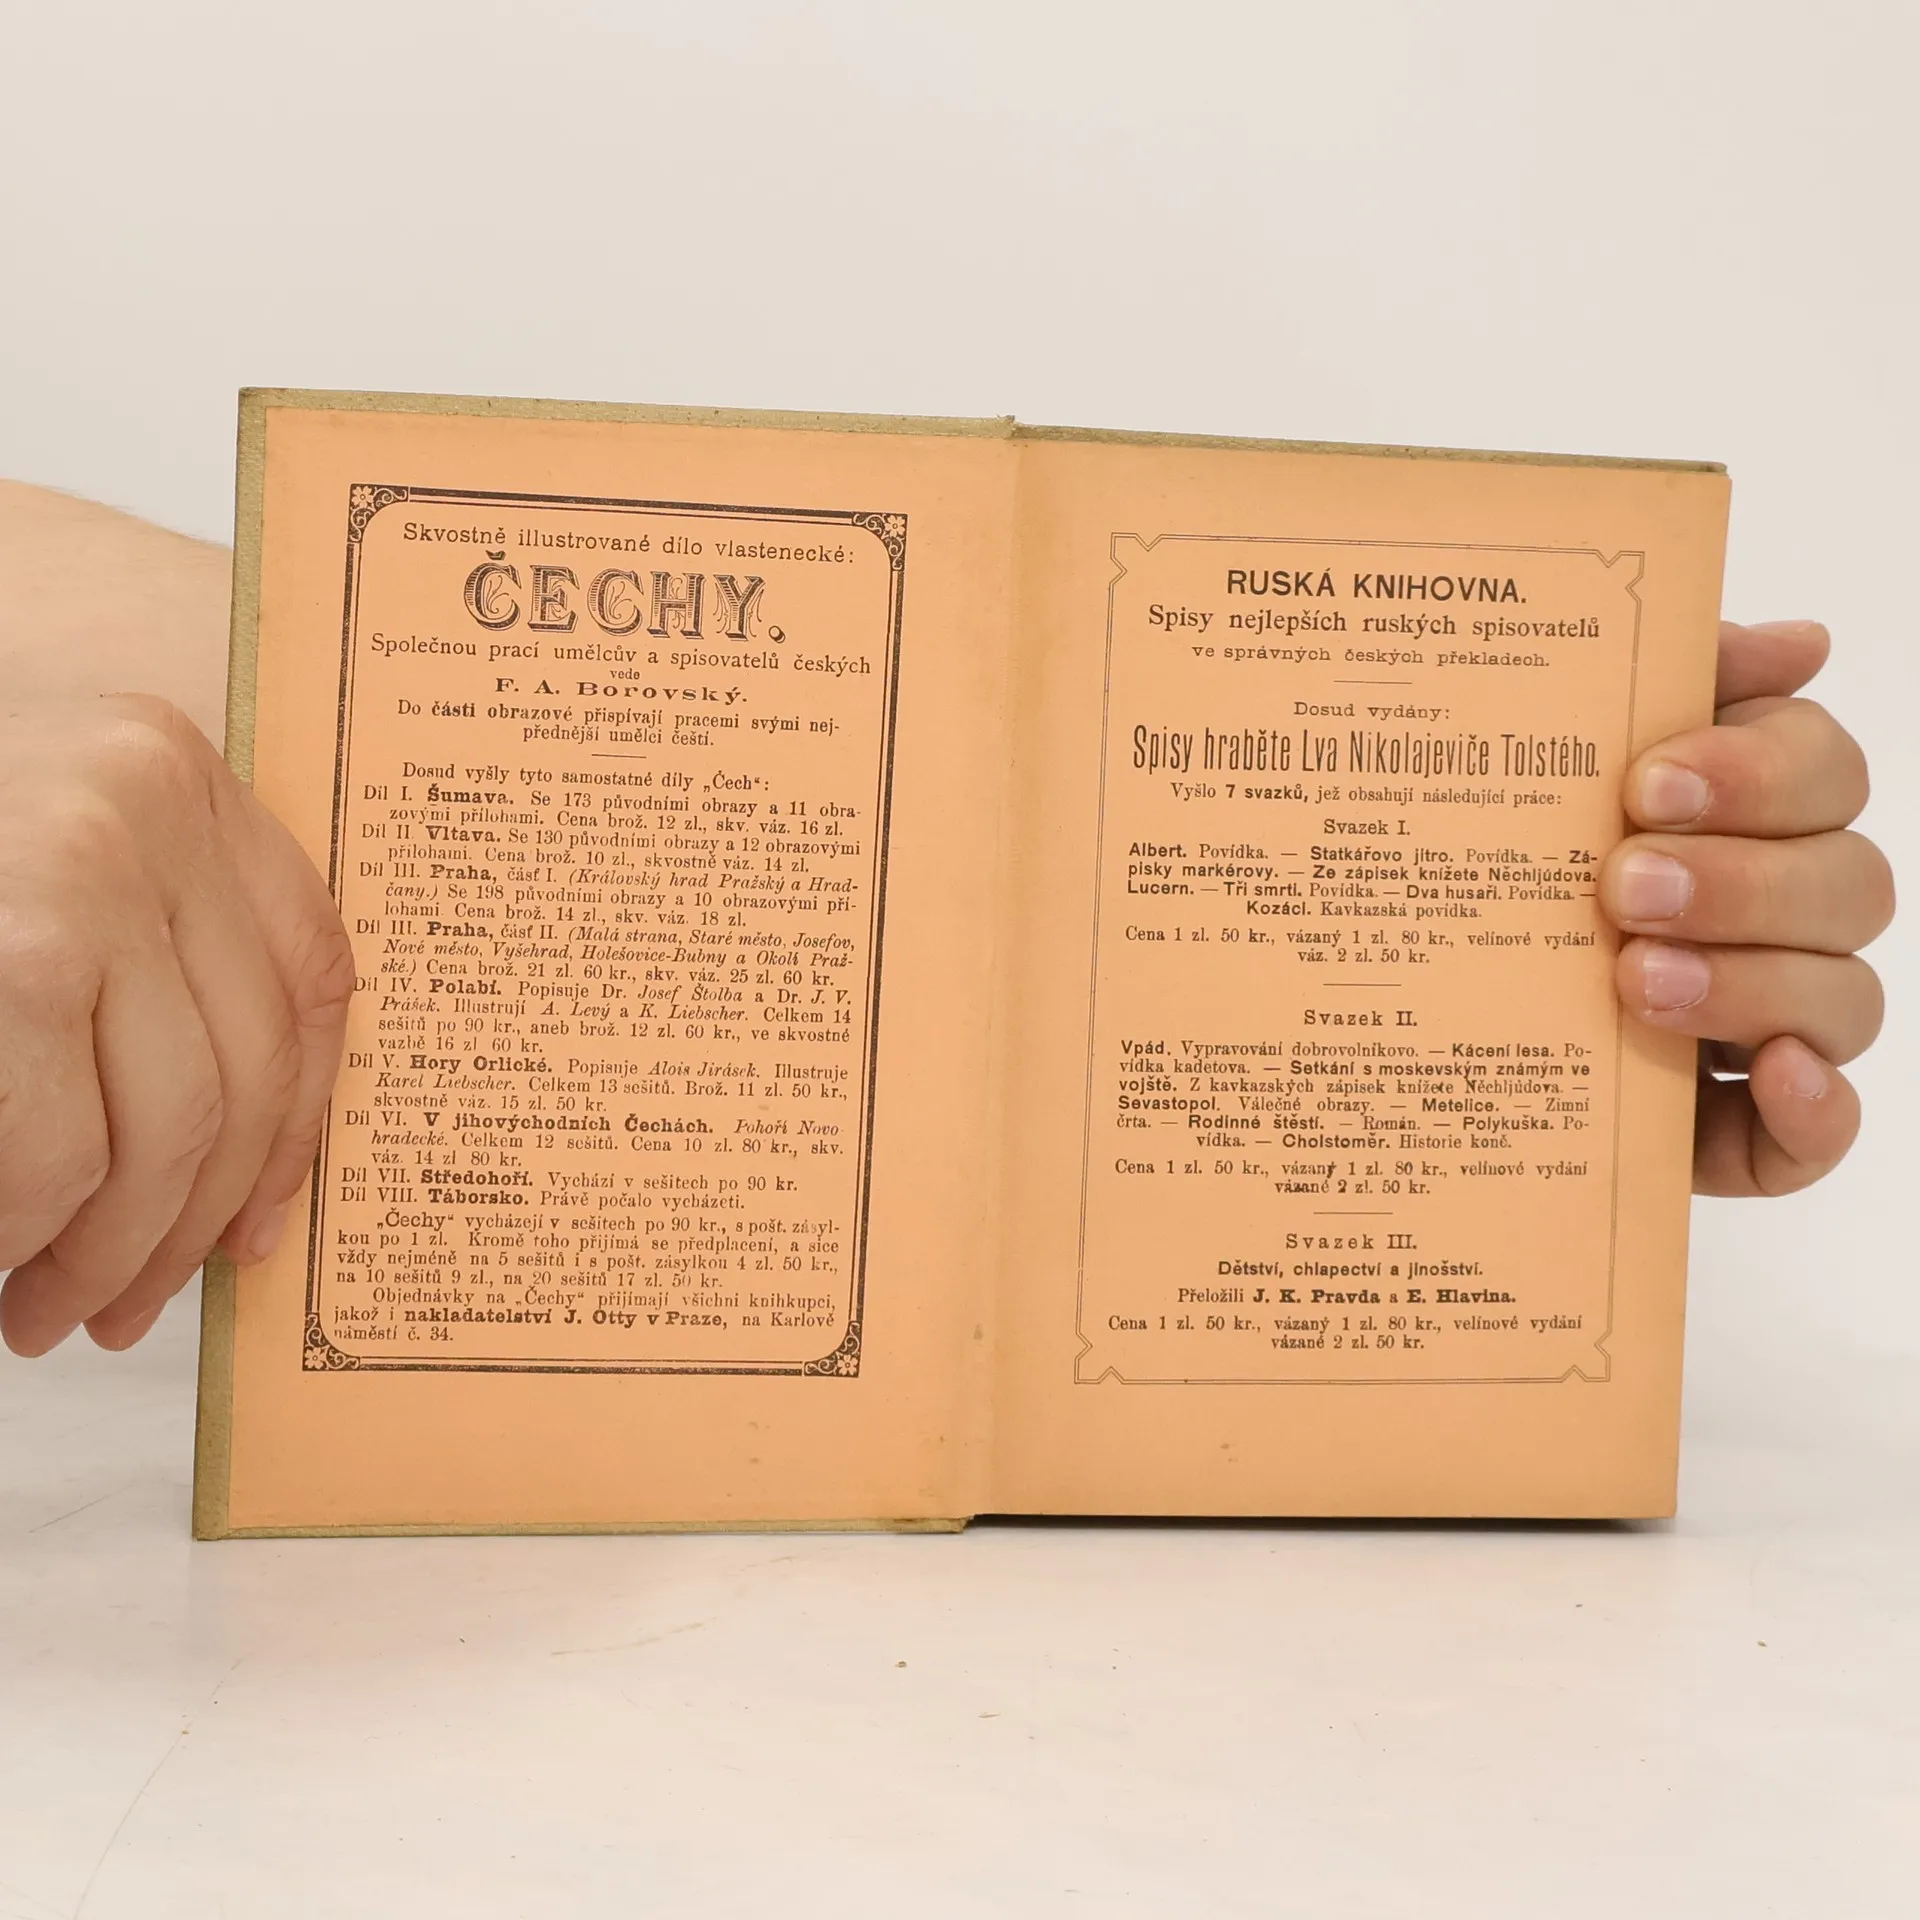 Skvostně illustrované dílo vlastenecké:
ČECHY.
Společnou prací umělcův a spisovatelů českých
vede
F. A. Borovský.
Do části obrazové přispívají pracemi svými nej-
přednější umělci čeští.
Dosud vyšly tyto samostatné díly „Čech“:
Díl I. Šumava. Se 173 původními obrazy a 11 obra-
zovými přílohami. Cena brož. 12 zl., skv. váz. 16 zl.
Díl II. Vltava. Se 130 původními obrazy a 12 obrazovými
přílohami. Cena brož. 10 zl., skvostně váz. 14 zl.
Díl III. Praha, část I. (Královský hrad Pražský a Hrad-
čany.) Se 198 původními obrazy a 10 obrazovými pří-
lohami. Cena brož. 14 zl., skv. váz. 18 zl.
Díl III. Praha, část II. (Malá strana, Staré město, Josefov,
Nové město, Vyšehrad, Holešovice-Bubny a Okolí Praž-
ské.) Cena brož. 21 zl. 60 kr., skv. váz. 25 zl. 60 kr.
Díl IV. Polabí. Popisuje Dr. Josef Štolba a Dr. J. V.
Prášek. Illustrují A. Levý a K. Liebscher. Celkem 14
sešitů po 90 kr., aneb brož. 12 zl. 60 kr., ve skvostné
vazbě 16 zl 60 kr.
Díl V. Hory Orlické. Popisuje Alois Jirásek. Illustruje
Karel Liebscher. Celkem 13 sešitů. Brož. 11 zl. 50 kr.,
skvostně váz. 15 zl. 50 kr.
Díl VI. V jihovýchodních Čechách. Pohoří Novo-
hradecké. Celkem 12 sešitů. Cena 10 zl. 80 kr., skv.
váz. 14 zl 80 kr.
Díl VII. Středohoří. Vychází v sešitech po 90 kr.
Díl VIII. Táborsko. Právě počalo vycházeti.
„Čechy“ vycházejí v sešitech po 90 kr., s pošt. zásyl-
kou po 1 zl. Kromě toho přijímá se předplacení, a sice
vždy nejméně na 5 sešitů i s pošt. zásylkou 4 zl. 50 kr.,
na 10 sešitů 9 zl., na 20 sešitů 17 zl. 50 kr.
Objednávky na „Čechy“ přijímají všichni knihkupci,
jakož i nakladatelství J. Otty v Praze, na Karlově
náměstí č. 34.
RUSKÁ KNIHOVNA.
Spisy nejlepších ruských spisovatelů
ve správných českých překladech.
Dosud vydány:
Spisy hraběte Lva Nikolajeviče Tolstého.
Vyšlo 7 svazků, jež obsahují následující práce:
Svazek I.
Albert. Povídka. — Statkářovo jitro. Povídka. — Zá-
pisky markérovy. — Ze zápisek knížete Něchljúdova.
Lucern. — Tři smrti. Povídka. — Dva husaři. Povídka. —
Kozáci. Kavkazská povídka.
Cena 1 zl. 50 kr., vázaný 1 zl. 80 kr., velínové vydání
váz. 2 zl. 50 kr.
Svazek II.
Vpád. Vypravování dobrovolníkovo. — Kácení lesa. Po-
vídka kadetova. — Setkání s moskevským známým ve
vojště. Z kavkazských zápisek knížete Něchljúdova. —
Sevastopol. Válečné obrazy. — Metelice. — Zimní
črta. — Rodinné štěstí. — Román. — Polykuška. Po-
vídka. — Cholstoměr. Historie koně.
Cena 1 zl. 50 kr., vázaný 1 zl. 80 kr., velínové vydání
vázané 2 zl. 50 kr.
Svazek III.
Dětství, chlapectví a jinošství.
Přeložili J. K. Pravda a E. Hlavina.
Cena 1 zl. 50 kr., vázaný 1 zl. 80 kr., velínové vydání
vázané 2 zl. 50 kr.